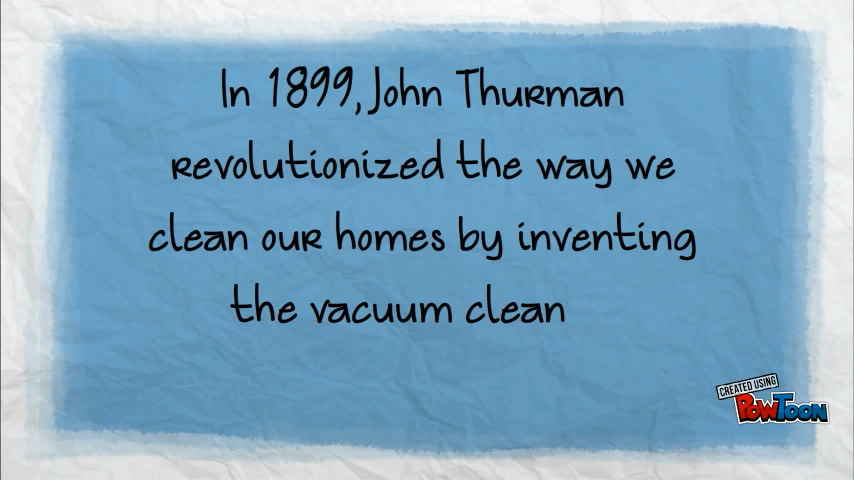 In 1899, John Thurman
revolutionized the way we
clean our homes by inventing
the vacuum clean
CREATED USING
POWTOON